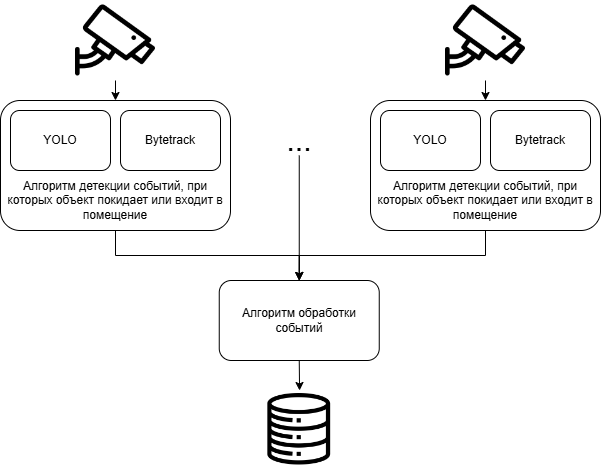 YOLO
Bytetrack
Алгоритм детекции событий, при
которых объект покидает или входит в
помещение
...
YOLO
Bytetrack
Алгоритм детекции событий, при
которых объект покидает или входит в
помещение
Алгоритм обработки
событий